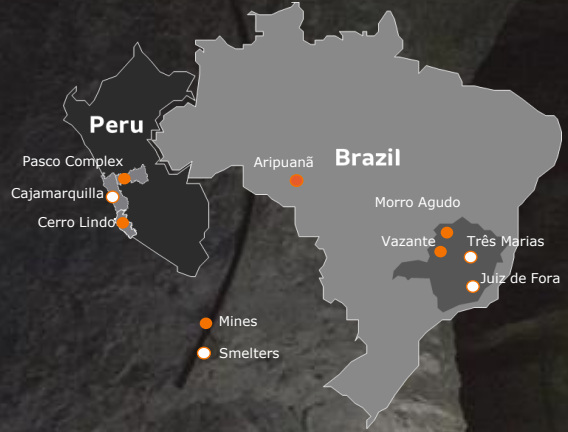 Peru
Brazil
Pasco Complex
Aripuanã
Cajamarquilla
Morro Agudo
Cerro Lindo
Vazante
Três Marias
Juiz de Fora
Mines
Smelters